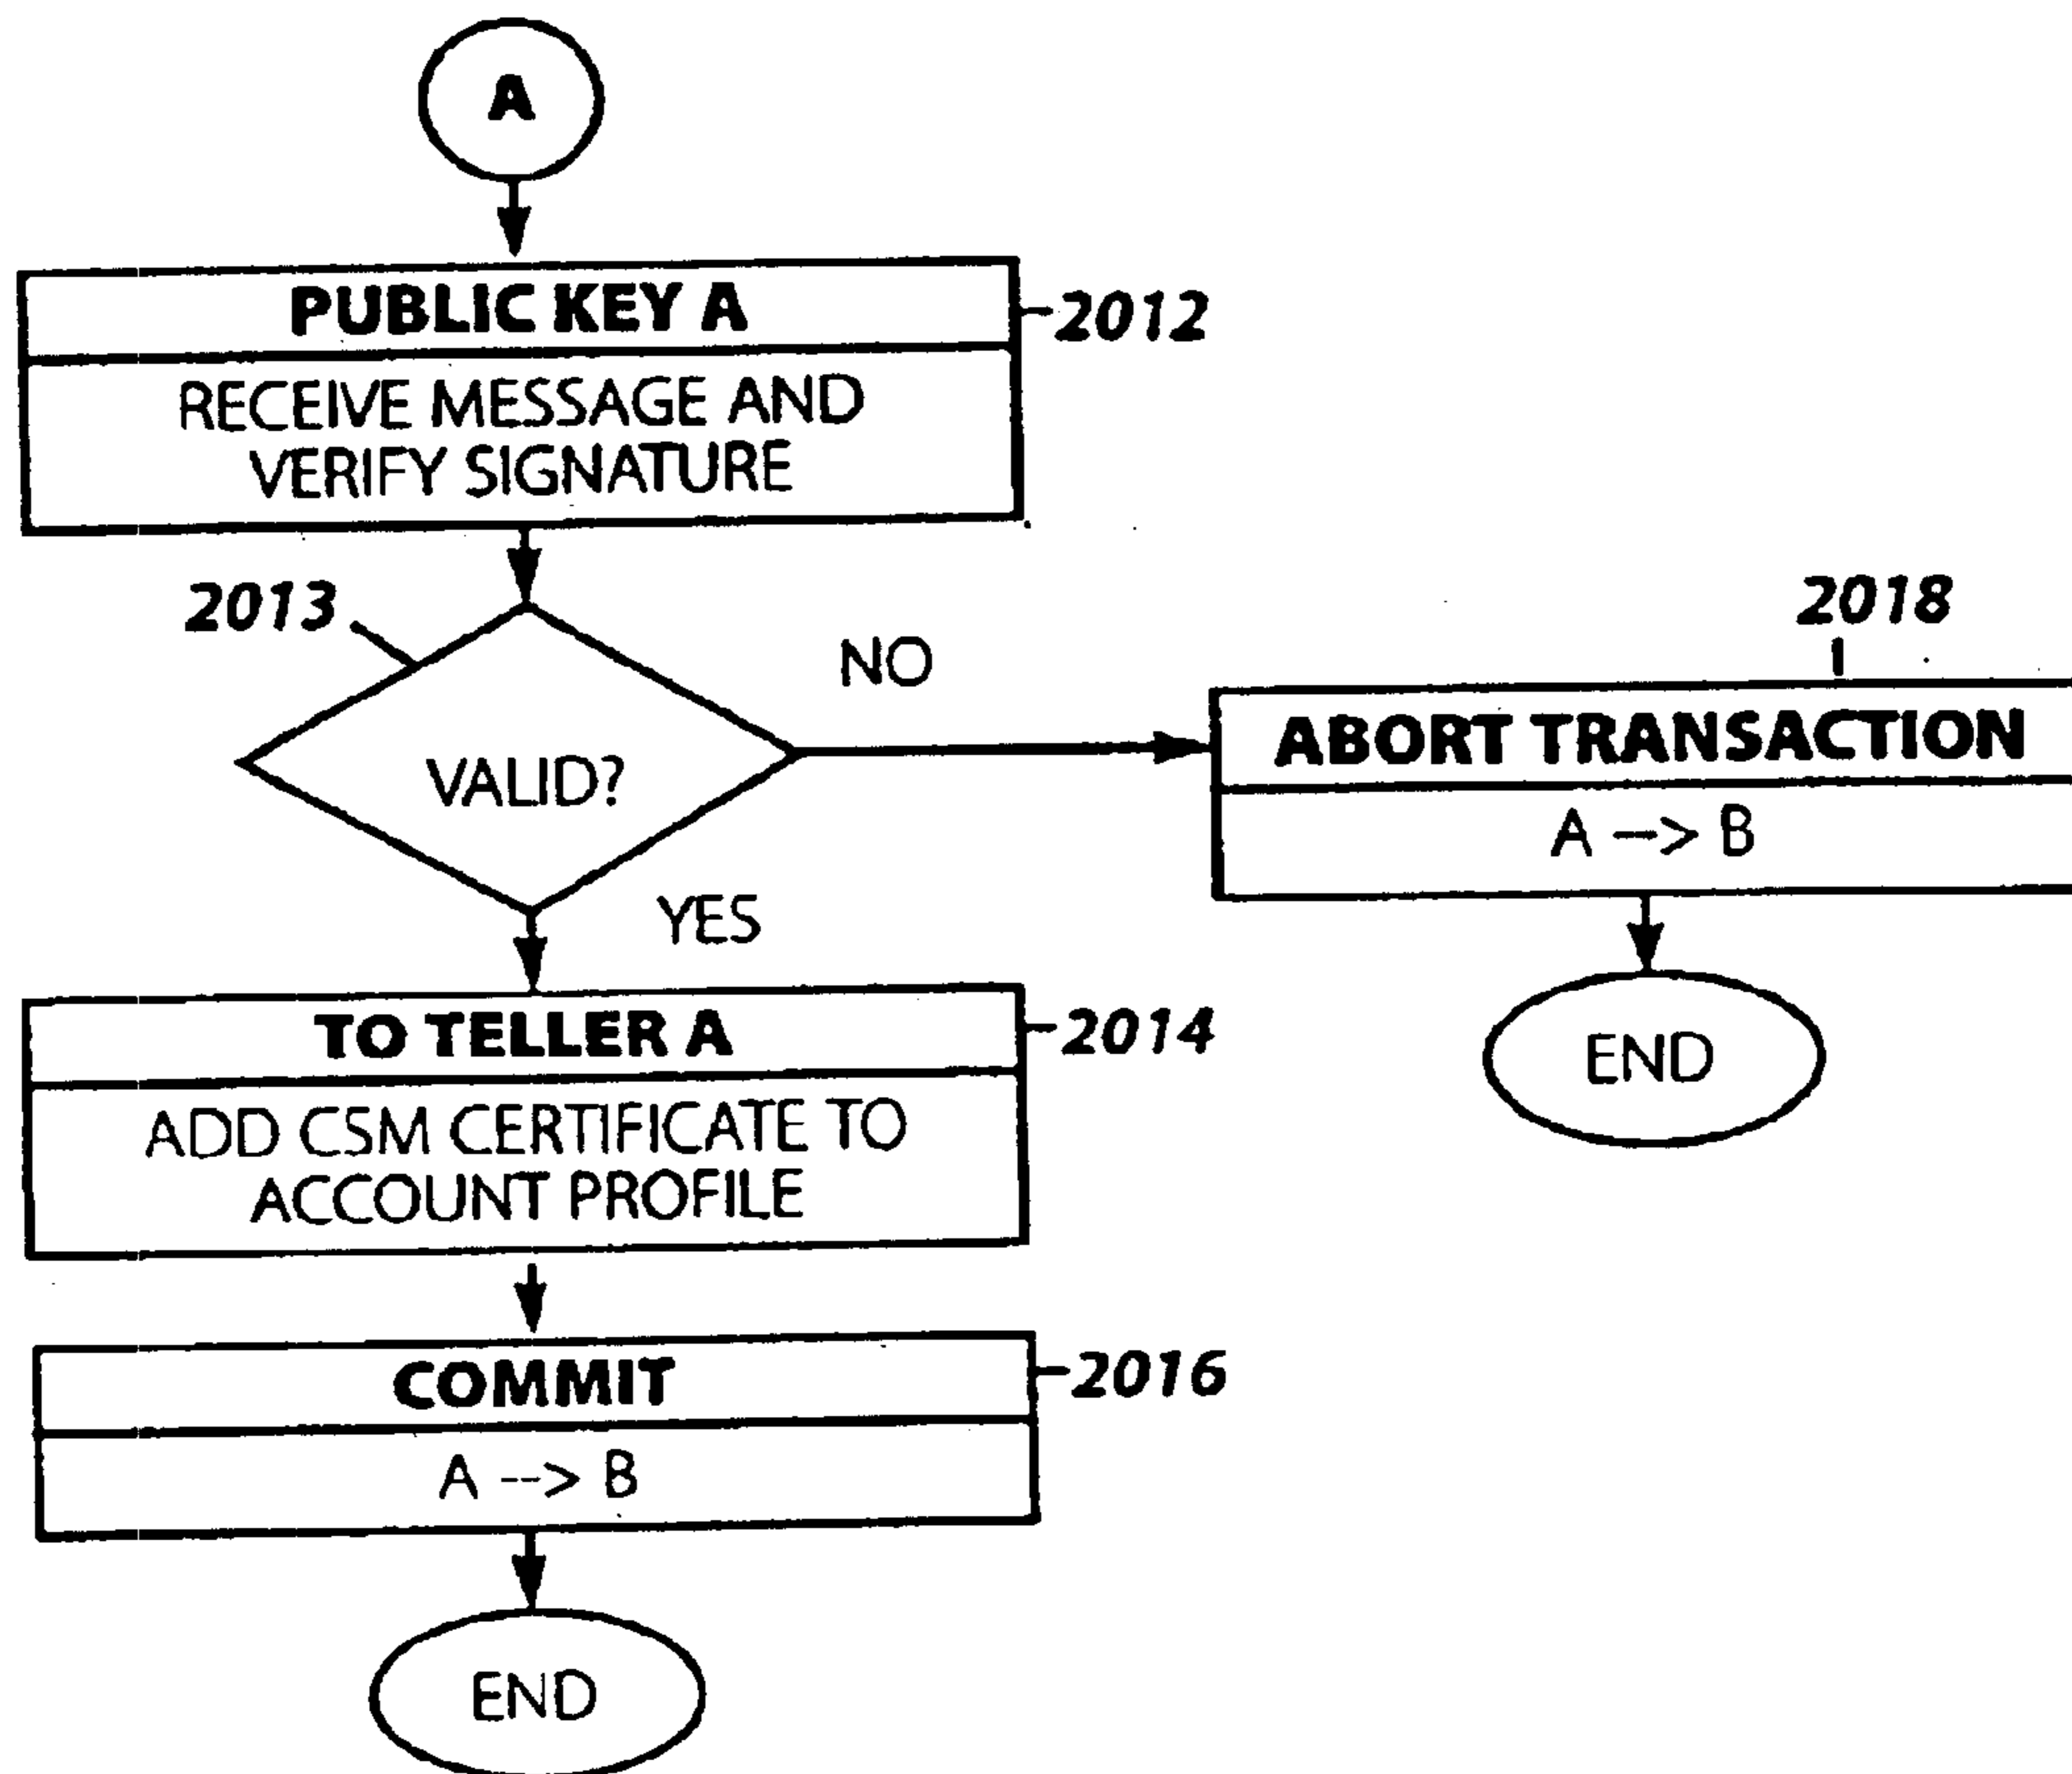 A
PUBLIC KEY A
2012
RECEIVE MESSAGE AND
VERIFY SIGNATURE
2013
NO
2018
VALID?
ABORT TRANSACTION
A --> B
YES
END
TO TELLER A
2014
ADD CSM CERTIFICATE TO
ACCOUNT PROFILE
COMMIT
2016
A --> B
END